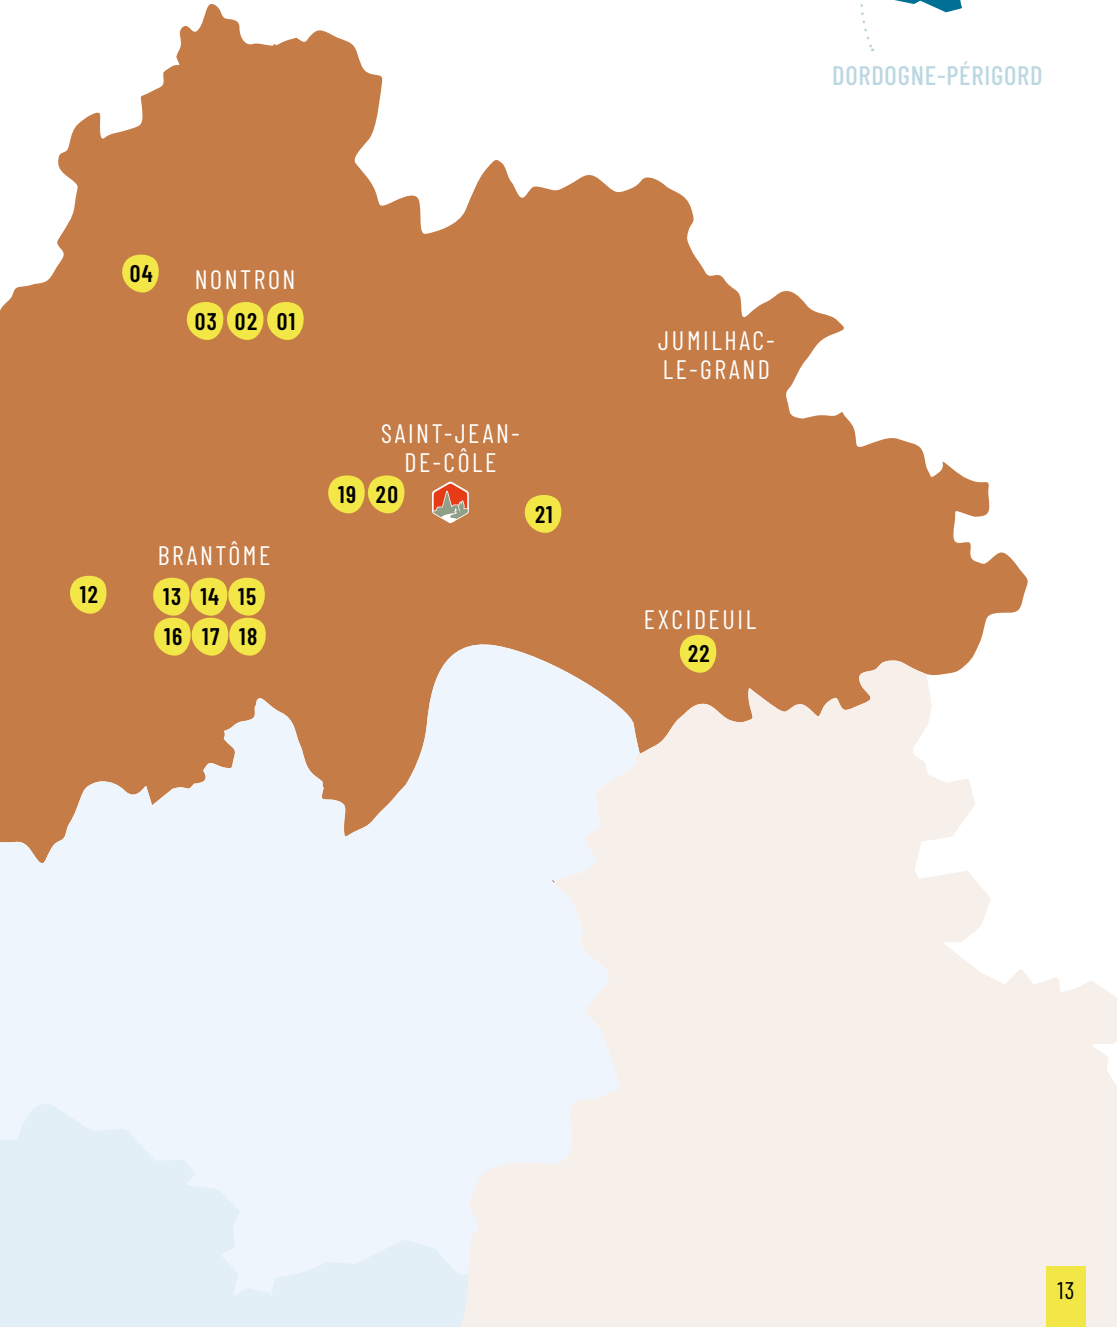 DORDOGNE-PÉRIGORD
04
NONTRON
03 02 01
JUMILHAC-
LE-GRAND
SAINT-JEAN-
DE-CÔLE
19 20
21
BRANTÔME
12
13 14 15
16 17 18
EXCIDEUIL
22
13